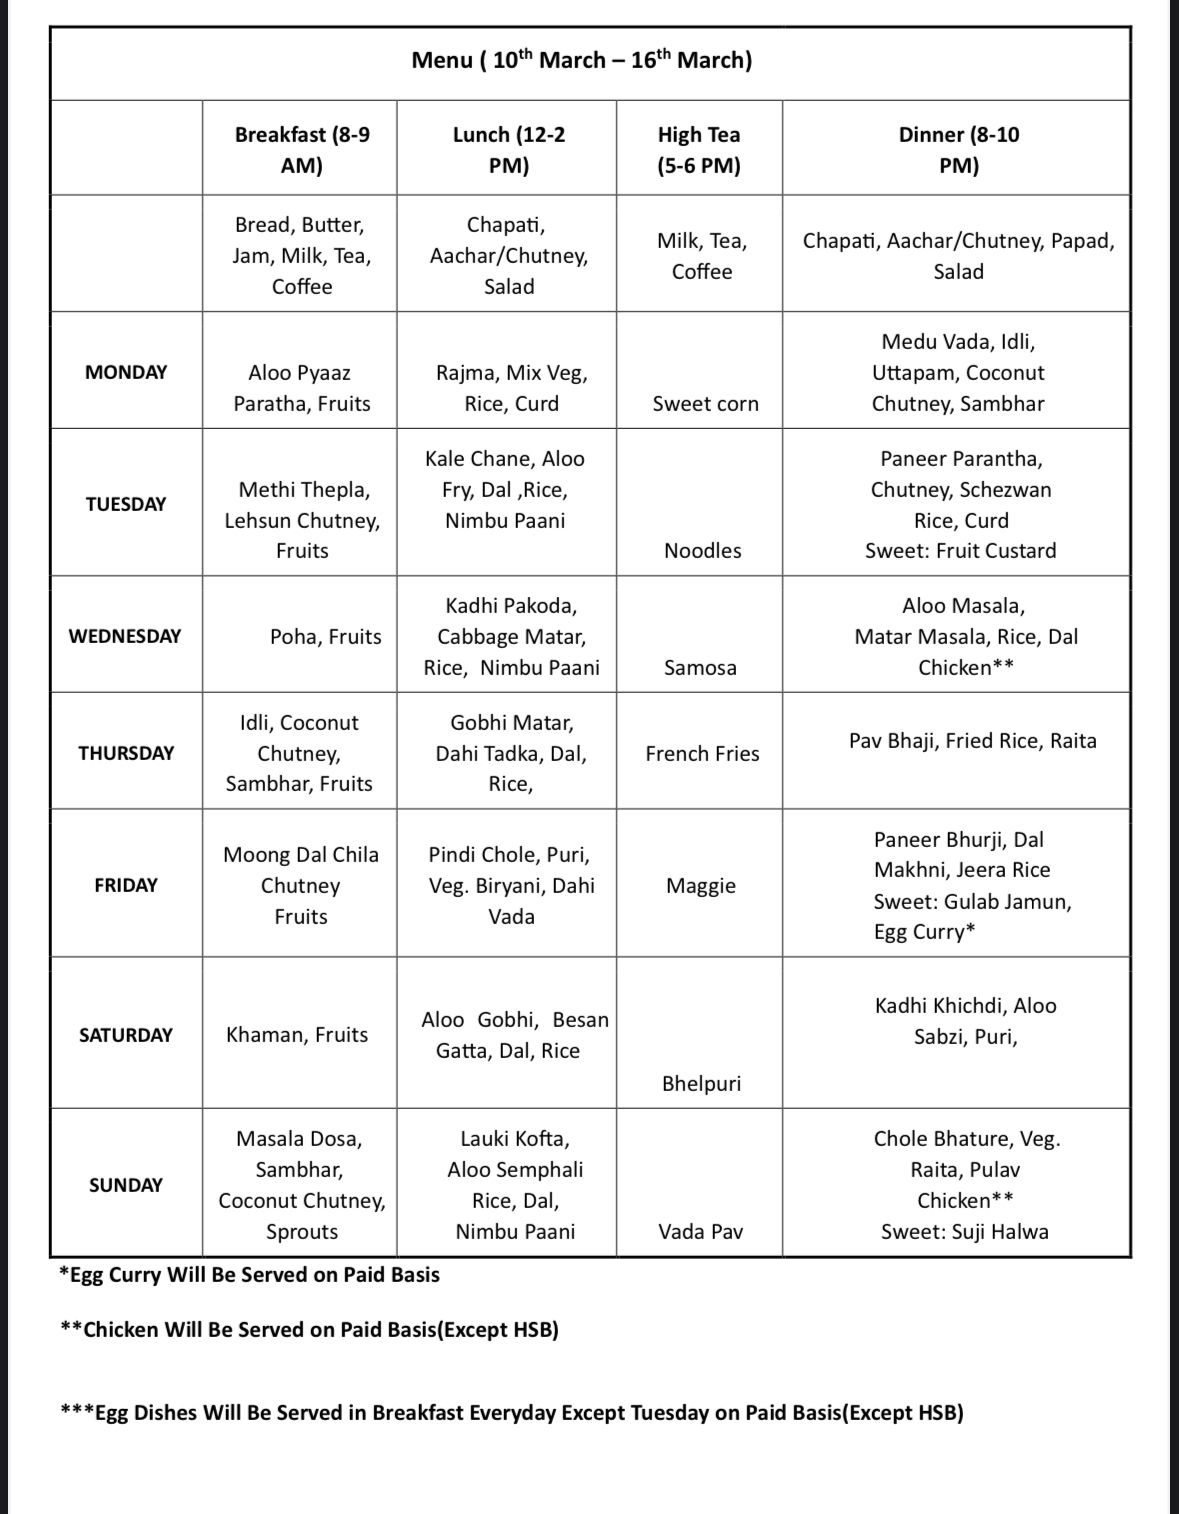 Menu ( 10th March – 16th March)
Breakfast (8-9
AM)
Lunch (12-2
PM)
High Tea
(5-6 PM)
Dinner (8-10
PM)
Bread, Butter,
Jam, Milk, Tea,
Coffee
Chapati,
Aachar/Chutney,
Salad
Milk, Tea,
Coffee
Chapati, Aachar/Chutney, Papad,
Salad
MONDAY
Aloo Pyaaz
Paratha, Fruits
Rajma, Mix Veg,
Rice, Curd
Sweet corn
Medu Vada, Idli,
Uttapam, Coconut
Chutney, Sambhar
TUESDAY
Methi Thepla,
Lehsun Chutney,
Fruits
Kale Chane, Aloo
Fry, Dal ,Rice,
Nimbu Paani
Noodles
Paneer Parantha,
Chutney, Schezwan
Rice, Curd
Sweet: Fruit Custard
WEDNESDAY
Poha, Fruits
Kadhi Pakoda,
Cabbage Matar,
Rice, Nimbu Paani
Samosa
Aloo Masala,
Matar Masala, Rice, Dal
Chicken**
THURSDAY
Idli, Coconut
Chutney,
Sambhar, Fruits
Gobhi Matar,
Dahi Tadka, Dal,
Rice,
French Fries
Pav Bhaji, Fried Rice, Raita
FRIDAY
Moong Dal Chila
Chutney
Fruits
Pindi Chole, Puri,
Veg. Biryani, Dahi
Vada
Maggie
Paneer Bhurji, Dal
Makhni, Jeera Rice
Sweet: Gulab Jamun,
Egg Curry*
SATURDAY
Khaman, Fruits
Aloo Gobhi, Besan
Gatta, Dal, Rice
Bhelpuri
Kadhi Khichdi, Aloo
Sabzi, Puri,
SUNDAY
Masala Dosa,
Sambhar,
Coconut Chutney,
Sprouts
Lauki Kofta,
Aloo Semphali
Rice, Dal,
Nimbu Paani
Vada Pav
Chole Bhature, Veg.
Raita, Pulav
Chicken**
Sweet: Suji Halwa
*Egg Curry Will Be Served on Paid Basis
**Chicken Will Be Served on Paid Basis(Except HSB)
***Egg Dishes Will Be Served in Breakfast Everyday Except Tuesday on Paid Basis(Except HSB)